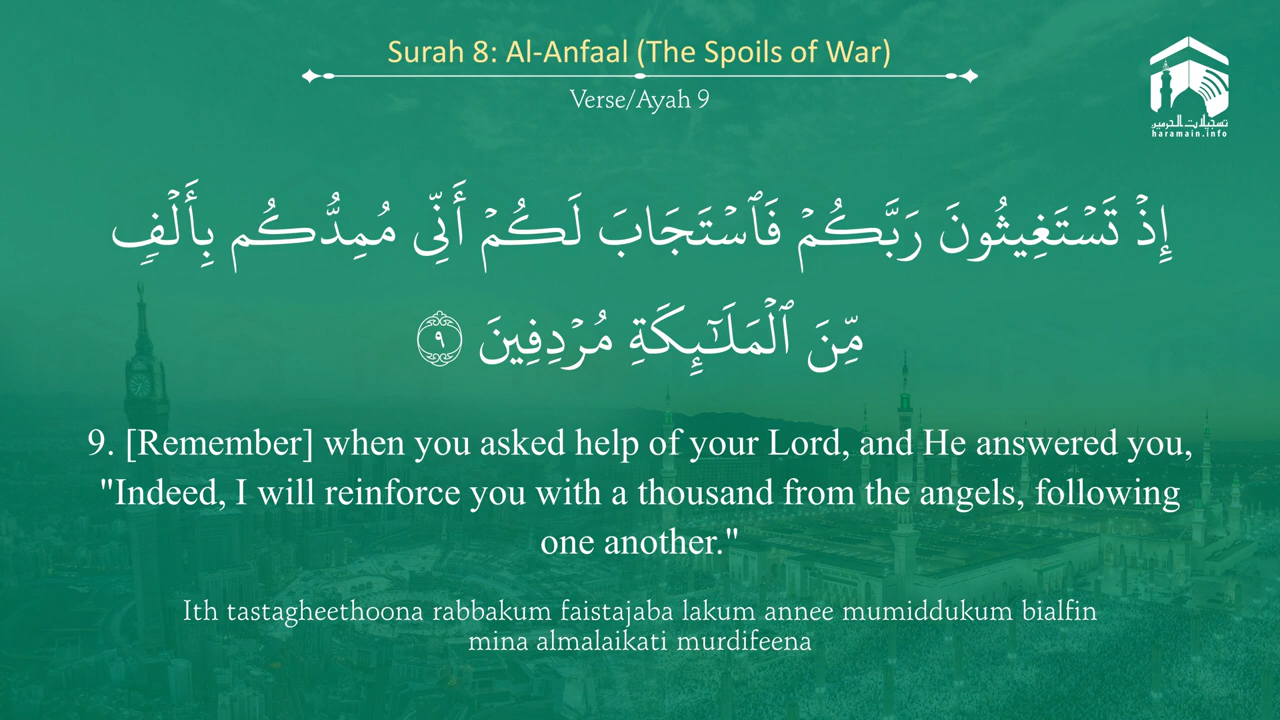 Surah 8: Al-Anfaal (The Spoils of War)
Verse/Ayah 9
تسجيلات الحرمين
haramain.info
إِذۡ تَسۡتَغِيثُونَ رَبَّكُمۡ فَٱسۡتَجَابَ لَكُمۡ أَنِّي مُمِدُّكُم بِأَلۡفٖ
مِّنَ ٱلۡمَلَٰٓئِكَةِ مُرۡدِفِينَ ٩
9. [Remember] when you asked help of your Lord, and He answered you,
"Indeed, I will reinforce you with a thousand from the angels, following
one another."
Ith tastagheethoona rabbakum faistajaba lakum annee mumiddukum bialfin
mina almalaikati murdifeena